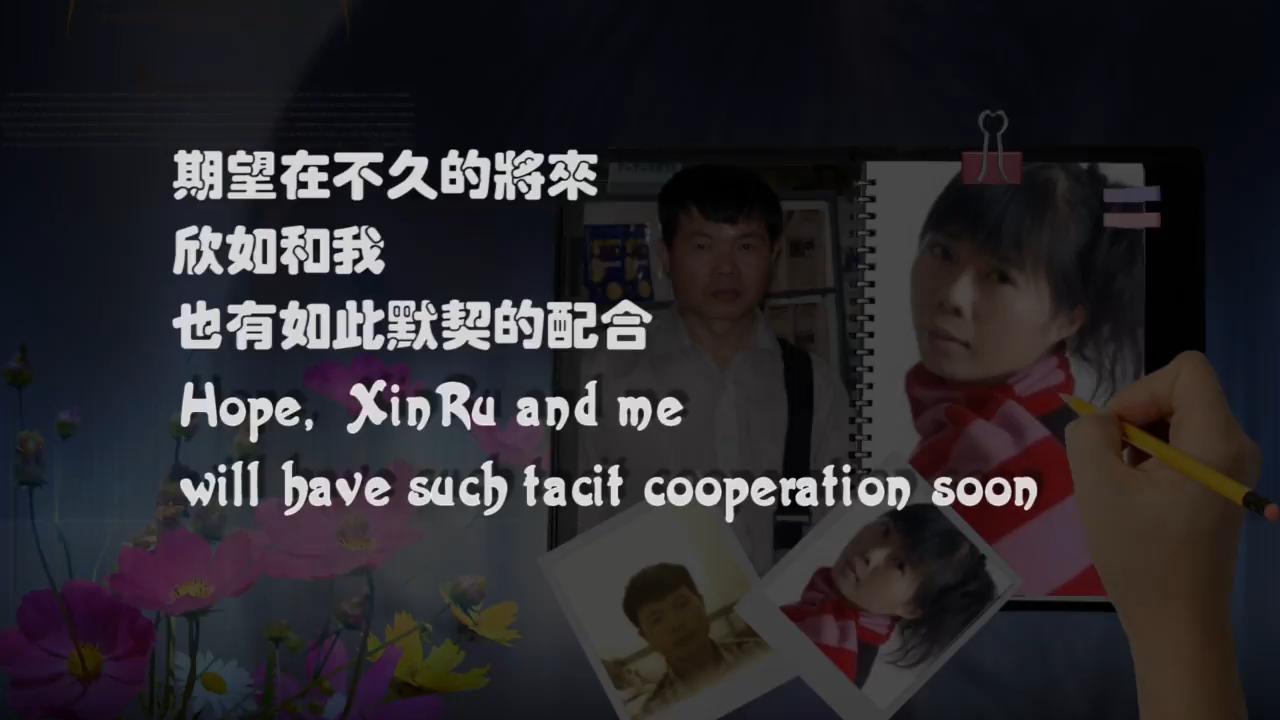 期望在不久的將來
欣如和我
也有如此默契的配合
Hope, XinRu and me
will have such tacit cooperation soon